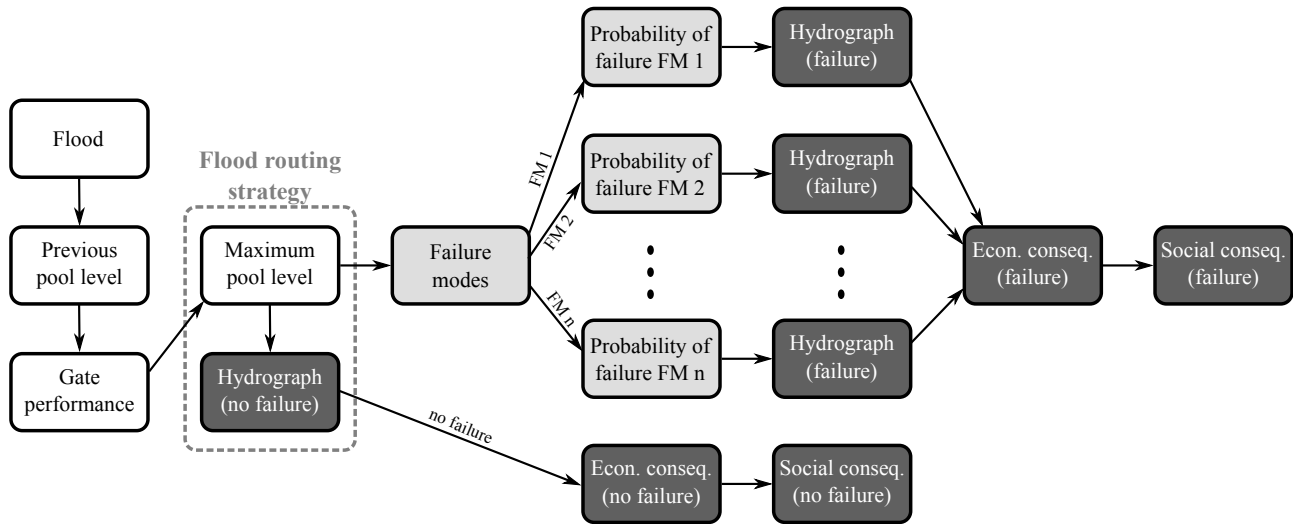 Flood
Previous
pool level
Gate
performance
Flood routing
strategy
Maximum
pool level
Hydrograph
(no failure)
Failure
modes
FM 1
FM 2
FM n
no failure
Probability of
failure FM 1
Hydrograph
(failure)
Probability of
failure FM 2
Hydrograph
(failure)
Probability of
failure FM n
Hydrograph
(failure)
Econ. conseq.
(failure)
Social conseq.
(failure)
Econ. conseq.
(no failure)
Social conseq.
(no failure)